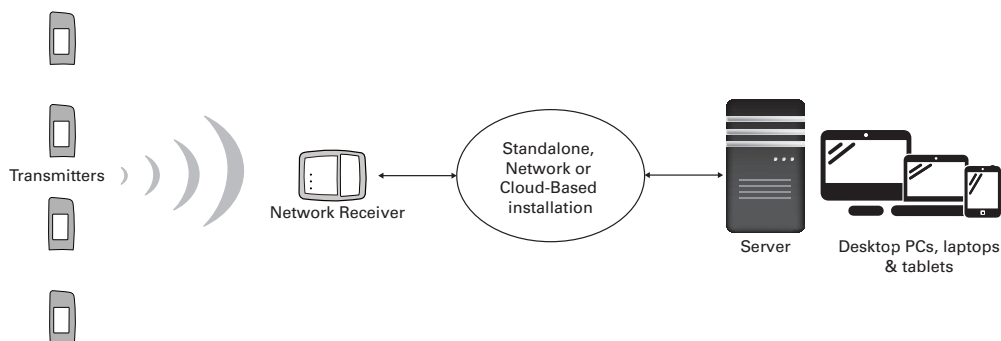 Transmitters
Network Receiver
Standalone,
Network or
Cloud-Based
installation
Server
Desktop PCs, laptops
& tablets